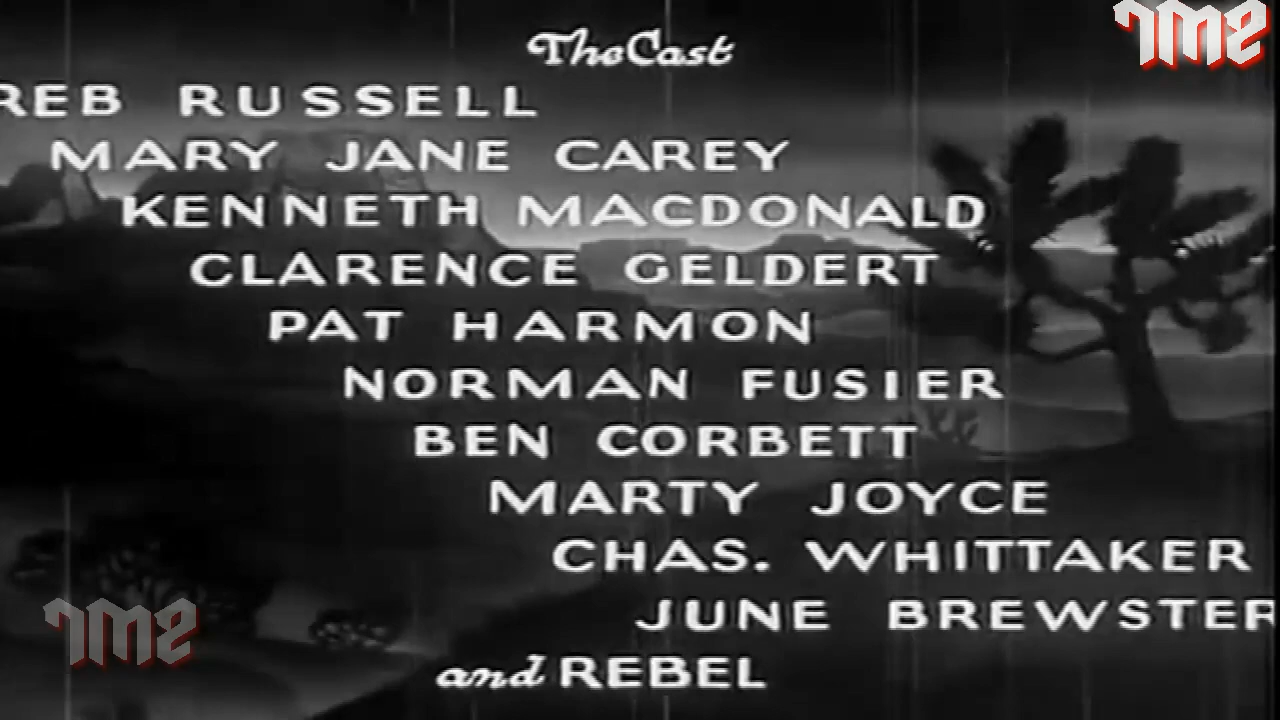 The Cast
REB RUSSELL
MARY JANE CAREY
KENNETH MACDONALD
CLARENCE GELDERT
PAT HARMON
NORMAN FUSIER
BEN CORBETT
MARTY JOYCE
CHAS. WHITTAKER
JUNE BREWSTER
and REBEL